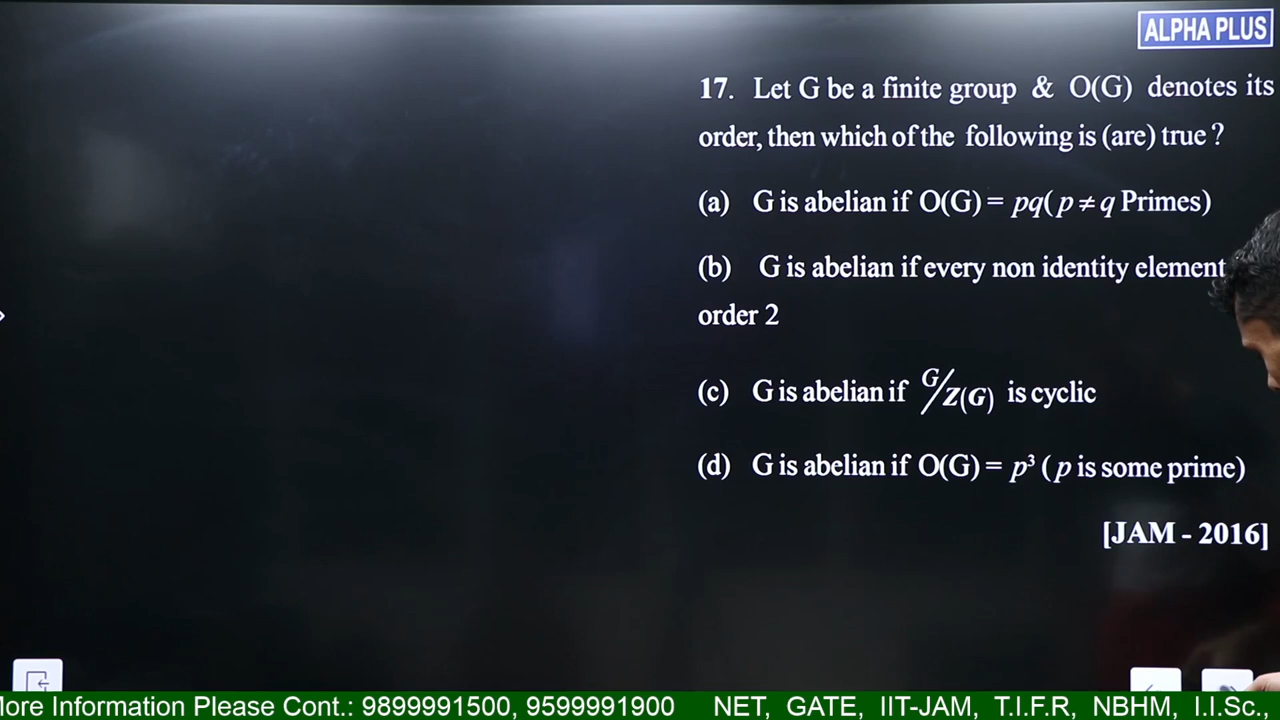 ALPHA PLUS
17. Let G be a finite group & O(G) denotes its
order, then which of the following is (are) true ?
(a) G is abelian if O(G) = pq( p ≠ q Primes)
(b) G is abelian if every non identity element
order 2
(c) G is abelian if G/Z(G) is cyclic
(d) G is abelian if O(G) = p³ ( p is some prime)
[JAM - 2016]
More Information Please Cont.: 9899991500, 9599991900 NET, GATE, IIT-JAM, T.I.F.R, NBHM, I.I.Sc.,